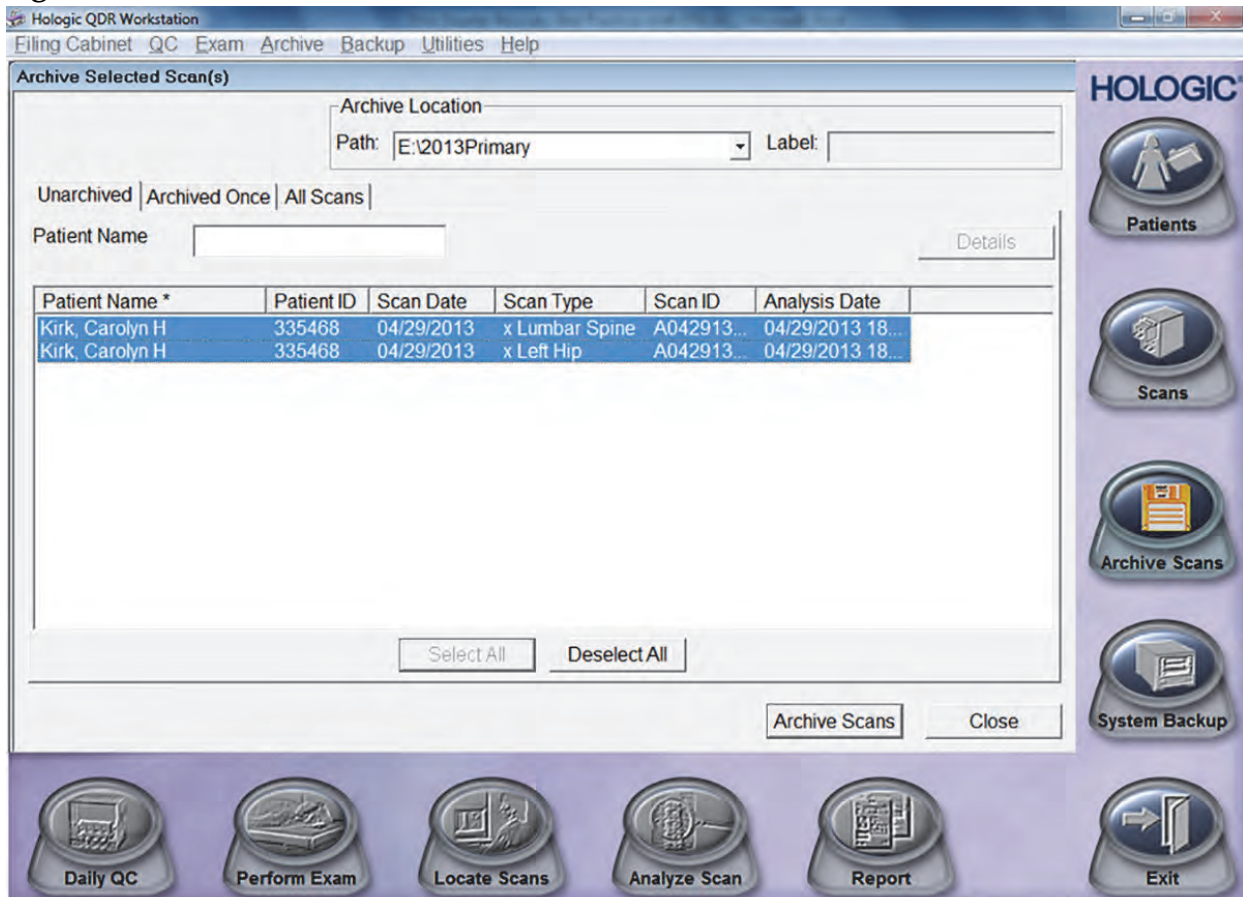 Hologic QDR Workstation
Filing Cabinet QC Exam Archive Backup Utilities Help
Archive Selected Scan(s)
HOLOGIC
Archive Location
Path: E:\2013Primary Label:
Unarchived Archived Once All Scans
Patient Name
Details
Patient Name * Patient ID Scan Date Scan Type Scan ID Analysis Date
Kirk, Carolyn H 335468 04/29/2013 x Lumbar Spine A042913... 04/29/2013 18...
Kirk, Carolyn H 335468 04/29/2013 x Left Hip A042913... 04/29/2013 18...
Select All Deselect All
Archive Scans Close
Patients
Scans
Archive Scans
System Backup
Daily QC Perform Exam Locate Scans Analyze Scan Report Exit